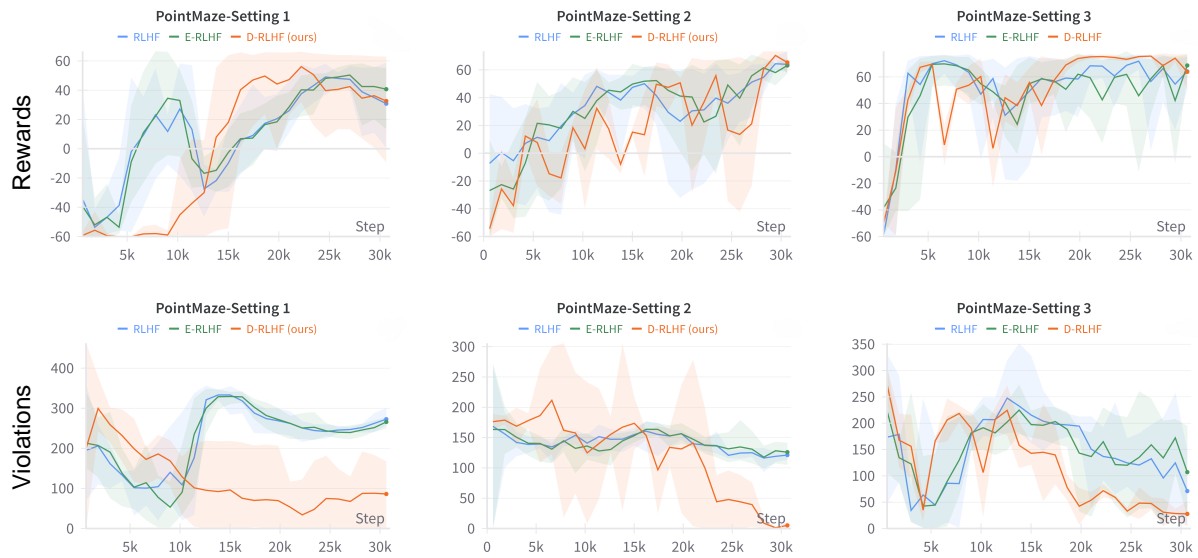 PointMaze-Setting 1
RLHF E-RLHF D-RLHF (ours)
Rewards
60
40
20
0
-20
-40
-60
Step
5k 10k 15k 20k 25k 30k
PointMaze-Setting 2
RLHF E-RLHF D-RLHF (ours)
60
40
20
0
-20
-40
-60
Step
0 5k 10k 15k 20k 25k 30k
PointMaze-Setting 3
RLHF E-RLHF D-RLHF
60
40
20
0
-20
-40
-60
Step
5k 10k 15k 20k 25k 30k
PointMaze-Setting 1
RLHF E-RLHF D-RLHF (ours)
Violations
400
300
200
100
0
Step
5k 10k 15k 20k 25k 30k
PointMaze-Setting 2
RLHF E-RLHF D-RLHF (ours)
300
250
200
150
100
50
0
Step
0 5k 10k 15k 20k 25k 30k
PointMaze-Setting 3
RLHF E-RLHF D-RLHF
350
300
250
200
150
100
50
0
Step
5k 10k 15k 20k 25k 30k